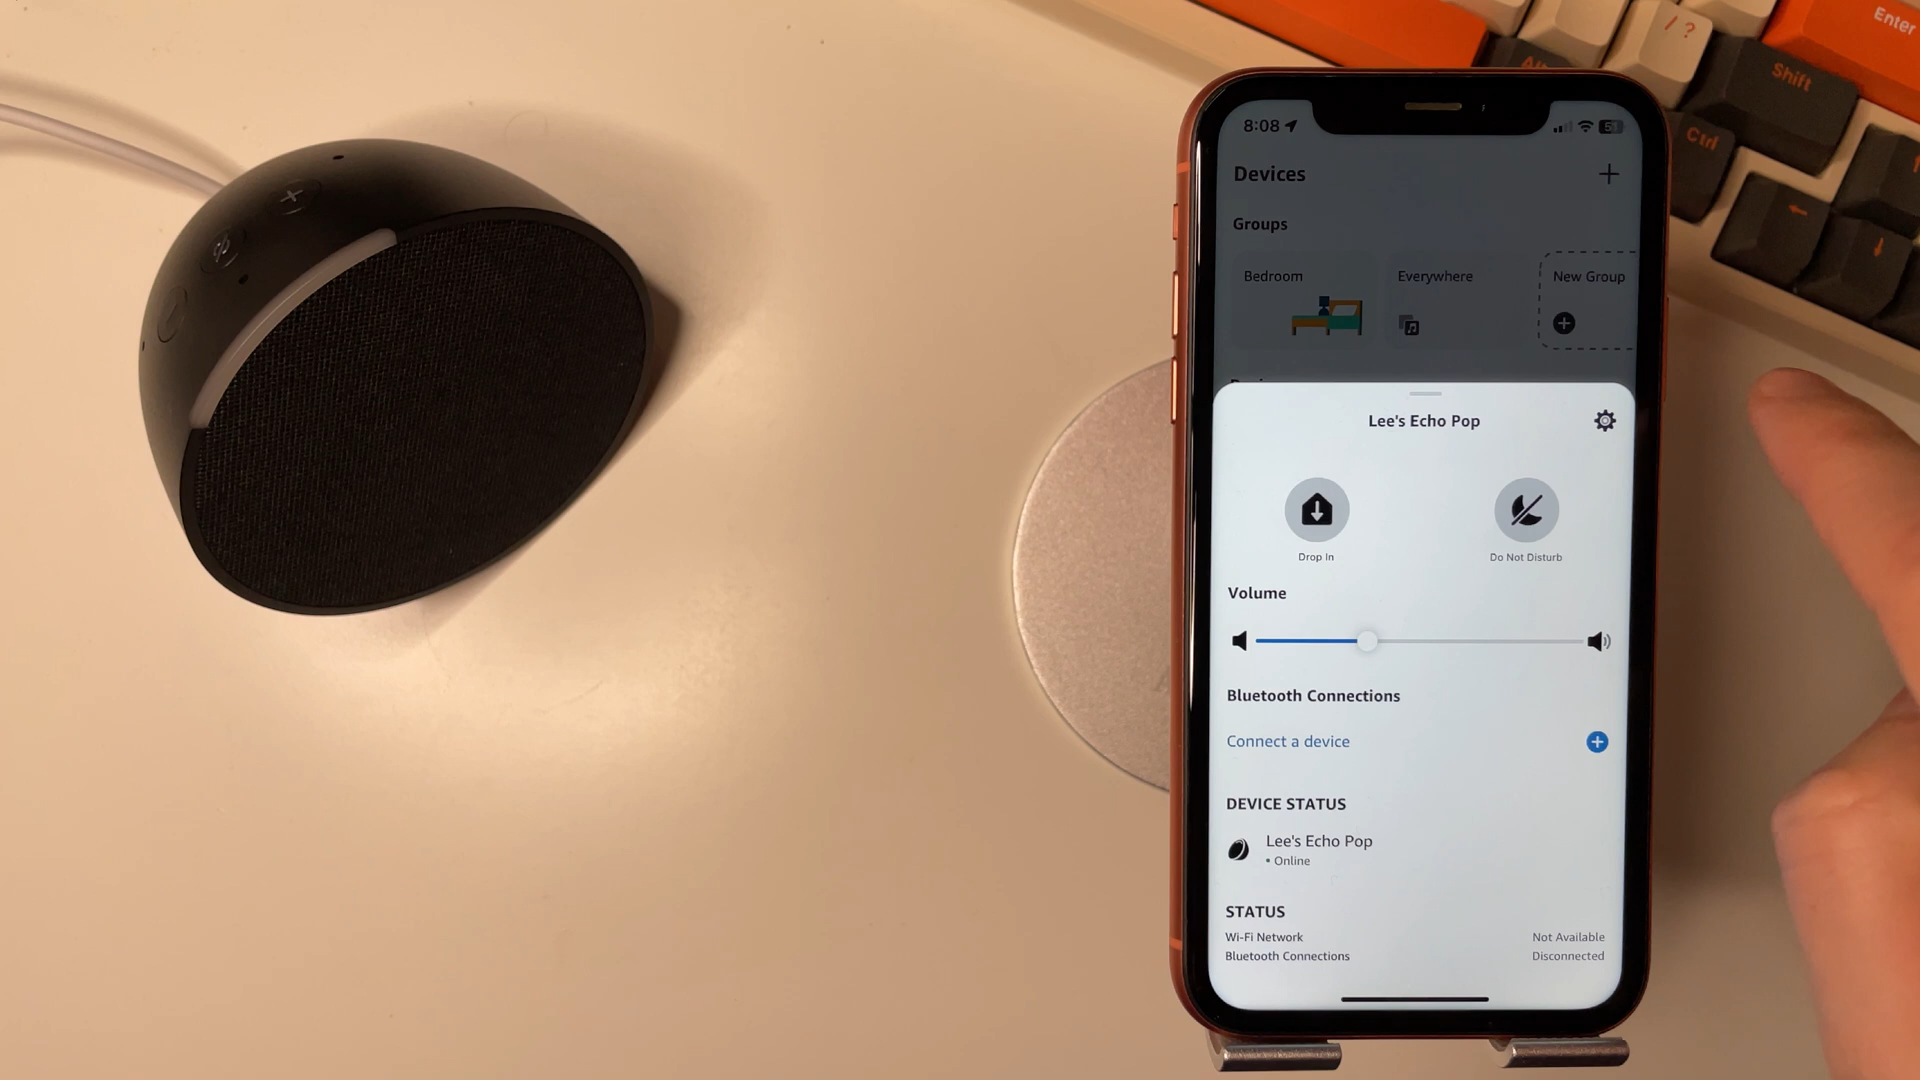 Enter
/ ?
Alt
Shift
Ctrl
8:08
51
Devices
Groups
Bedroom
Everywhere
New Group
Lee's Echo Pop
Drop In
Do Not Disturb
Volume
Bluetooth Connections
Connect a device
DEVICE STATUS
Lee's Echo Pop
• Online
STATUS
Wi-Fi Network Not Available
Bluetooth Connections Disconnected